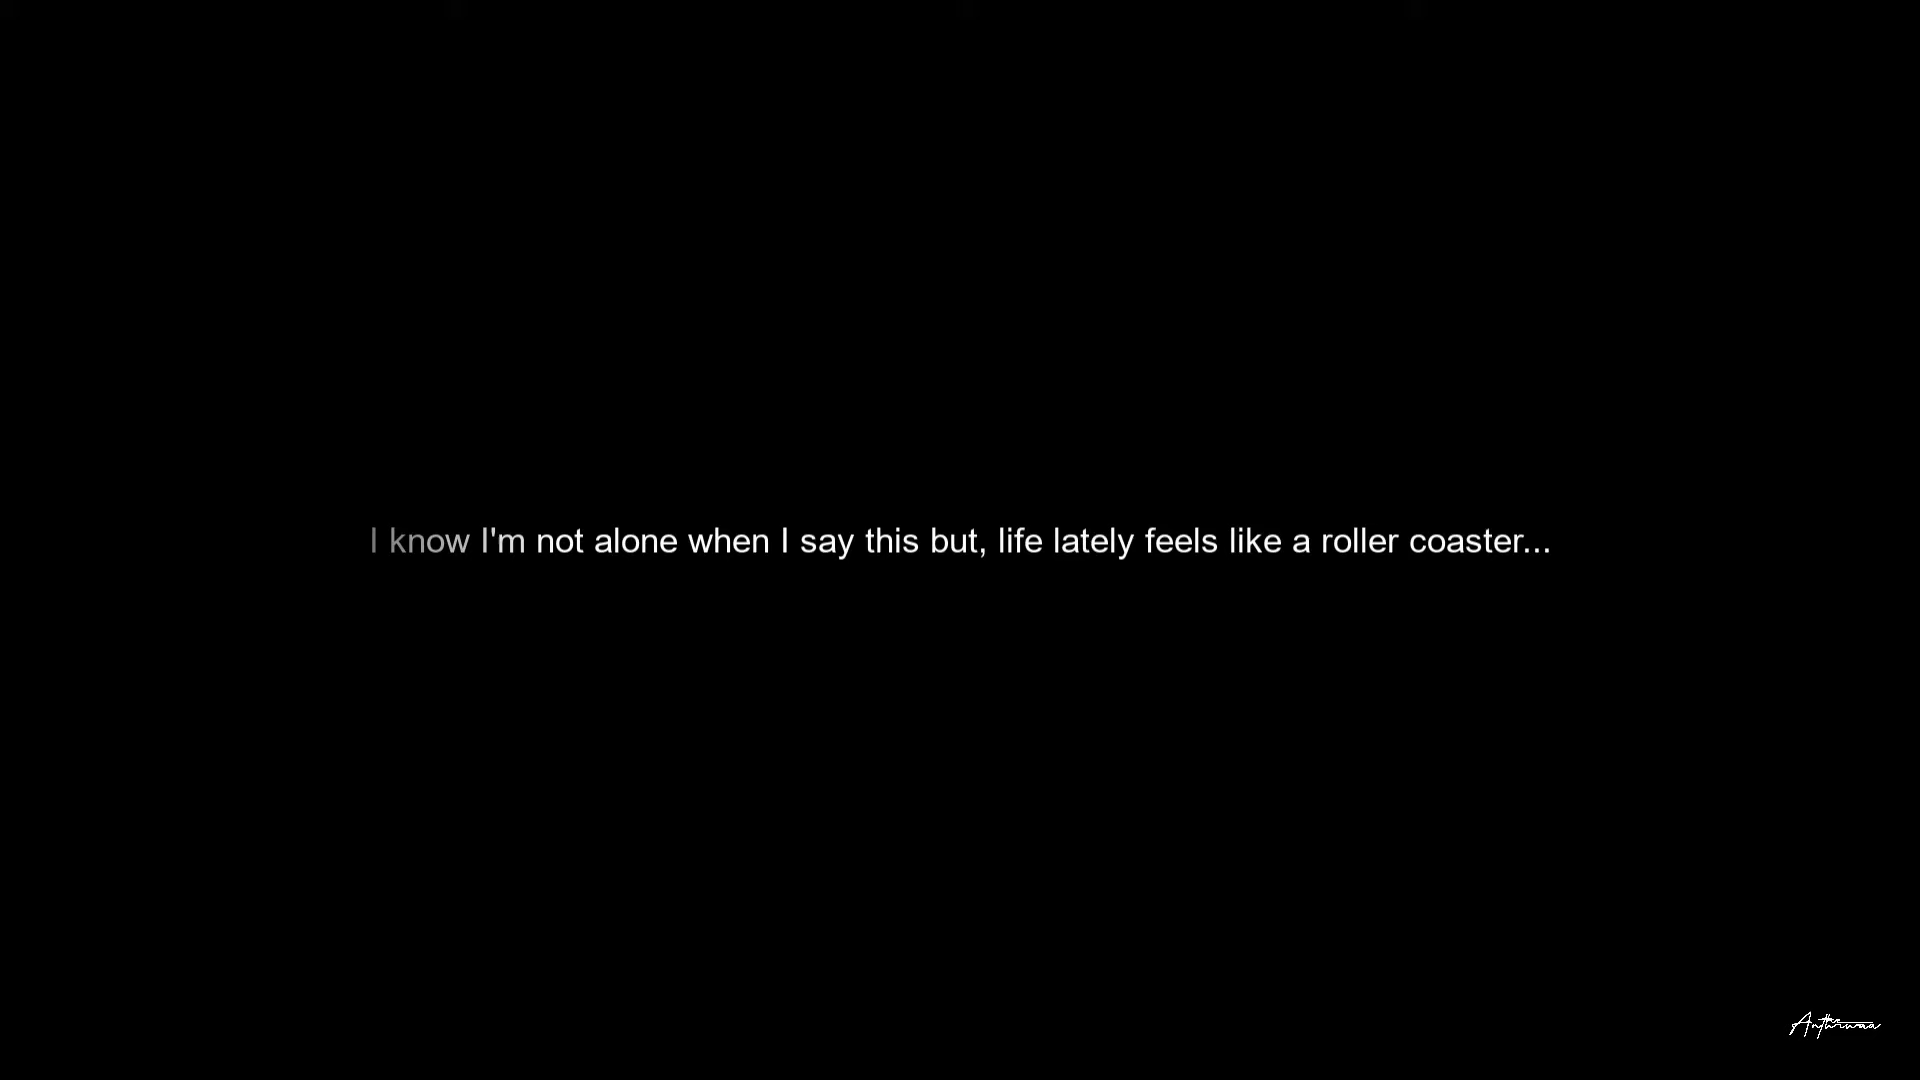 I know I'm not alone when I say this but, life lately feels like a roller coaster...